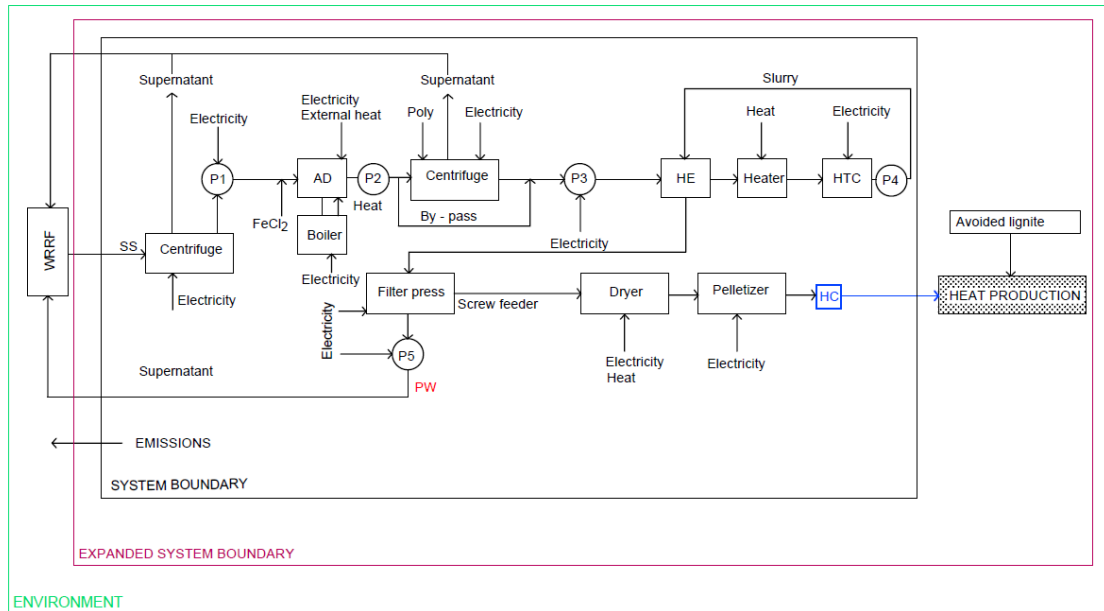 Supernatant
Supernatant
Slurry
Electricity
Electricity
External heat
Poly
Electricity
Heat
Electricity
P1
AD
P2
Centrifuge
P3
HE
Heater
HTC
P4
Heat
FeCl2
By - pass
WRRF
SS
Centrifuge
Boiler
Electricity
Avoided lignite
Electricity
Electricity
Filter press
Screw feeder
Dryer
Pelletizer
HC
HEAT PRODUCTION
Electricity
P5
Electricity
Heat
Electricity
Supernatant
PW
EMISSIONS
SYSTEM BOUNDARY
EXPANDED SYSTEM BOUNDARY
ENVIRONMENT